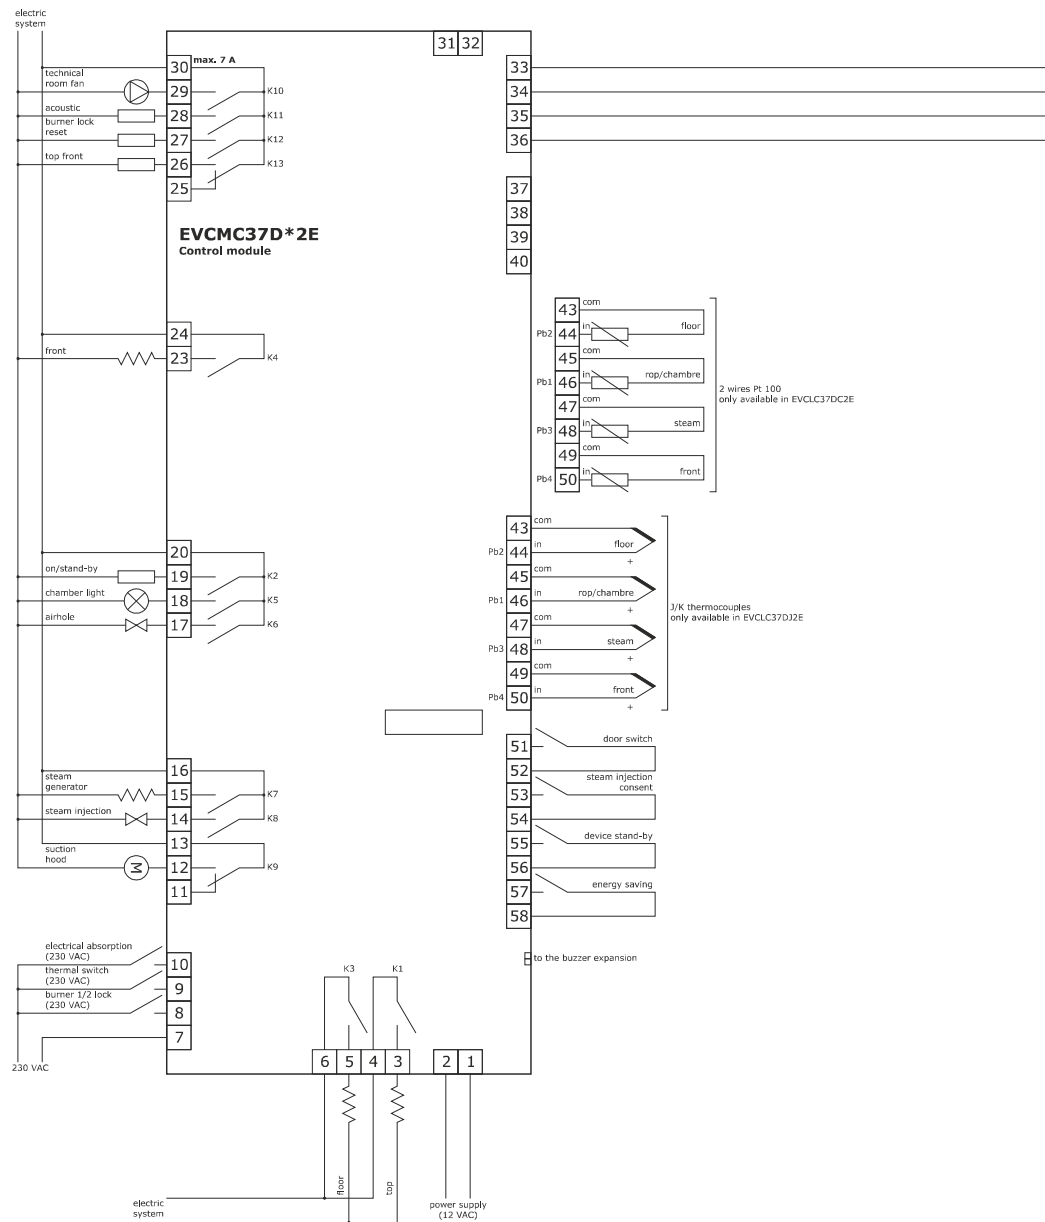 electric
system
31 32
30 max. 7 A
33
technical
room fan
29
K10
34
acoustic
28
K11
35
burner lock
reset
27
K12
36
top front
26
K13
25
37
38
39
40
EVCMC37D*2E
Control module
43 com
Pb2 44 in floor
45 com
Pb1 46 in rop/chambre
47 com
Pb3 48 in steam
49 com
Pb4 50 in front
2 wires Pt 100
only available in EVCLC37DC2E
24
front
23
K4
43 com
Pb2 44 in floor
+
45 com
Pb1 46 in rop/chambre
+
47 com
Pb3 48 in steam
+
49 com
Pb4 50 in front
+
J/K thermocouples
only available in EVCLC37DJ2E
20
on/stand-by
19
K2
chamber light
18
K5
airhole
17
K6
51 door switch
52
53 steam injection
consent
54
55 device stand-by
56
57 energy saving
58
16
steam
generator
15
K7
steam injection
14
K8
13
suction
hood
M
12
K9
11
to the buzzer expansion
electrical absorption
(230 VAC)
10
thermal switch
(230 VAC)
9
burner 1/2 lock
(230 VAC)
8
7
230 VAC
K3 K1
6 5 4 3 2 1
floor
top
electric
system
power supply
(12 VAC)